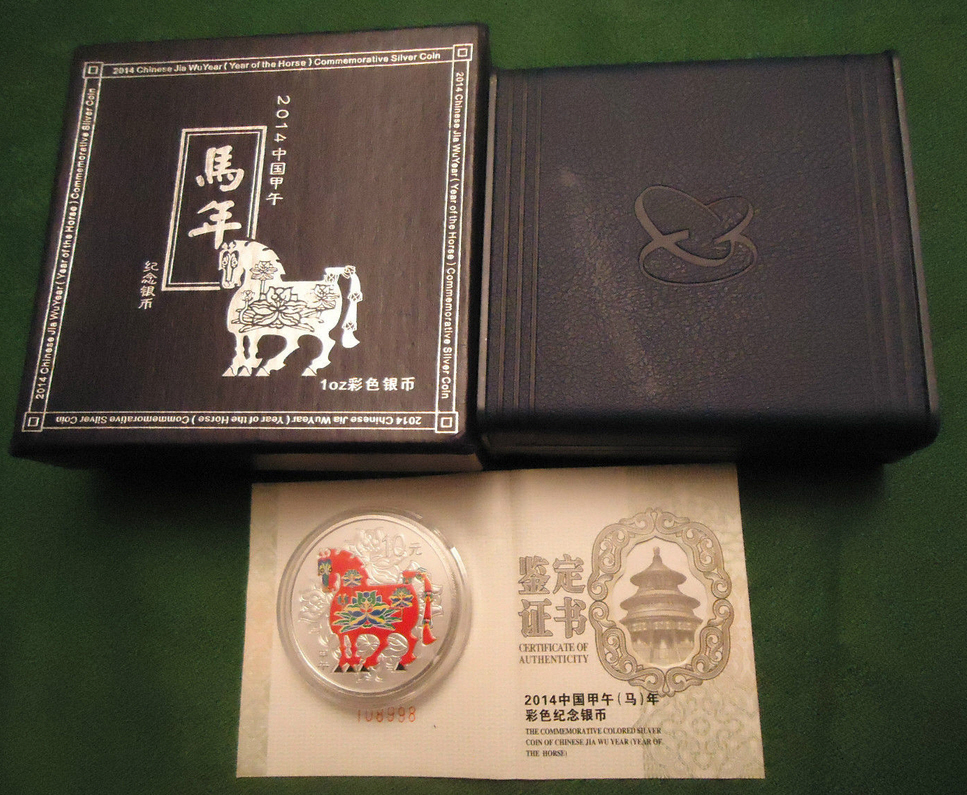 2014 Chinese Jia WuYear ( Year of the Horse ) Commemorative Silver Coin
2014 Chinese Jia WuYear ( Year of the Horse ) Commemorative Silver Coin
2014 Chinese Jia WuYear ( Year of the Horse ) Commemorative Silver Coin
2014 Chinese Jia WuYear ( Year of the Horse ) Commemorative Silver Coin
2014中国甲午
馬年
纪念银币
1oz彩色银币
10元
108998
鉴定
证书
CERTIFICATE OF
AUTHENTICITY
2014中国甲午(马)年
彩色纪念银币
THE COMMEMORATIVE COLORED SILVER
COIN OF CHINESE JIA WU YEAR (YEAR OF
THE HORSE)